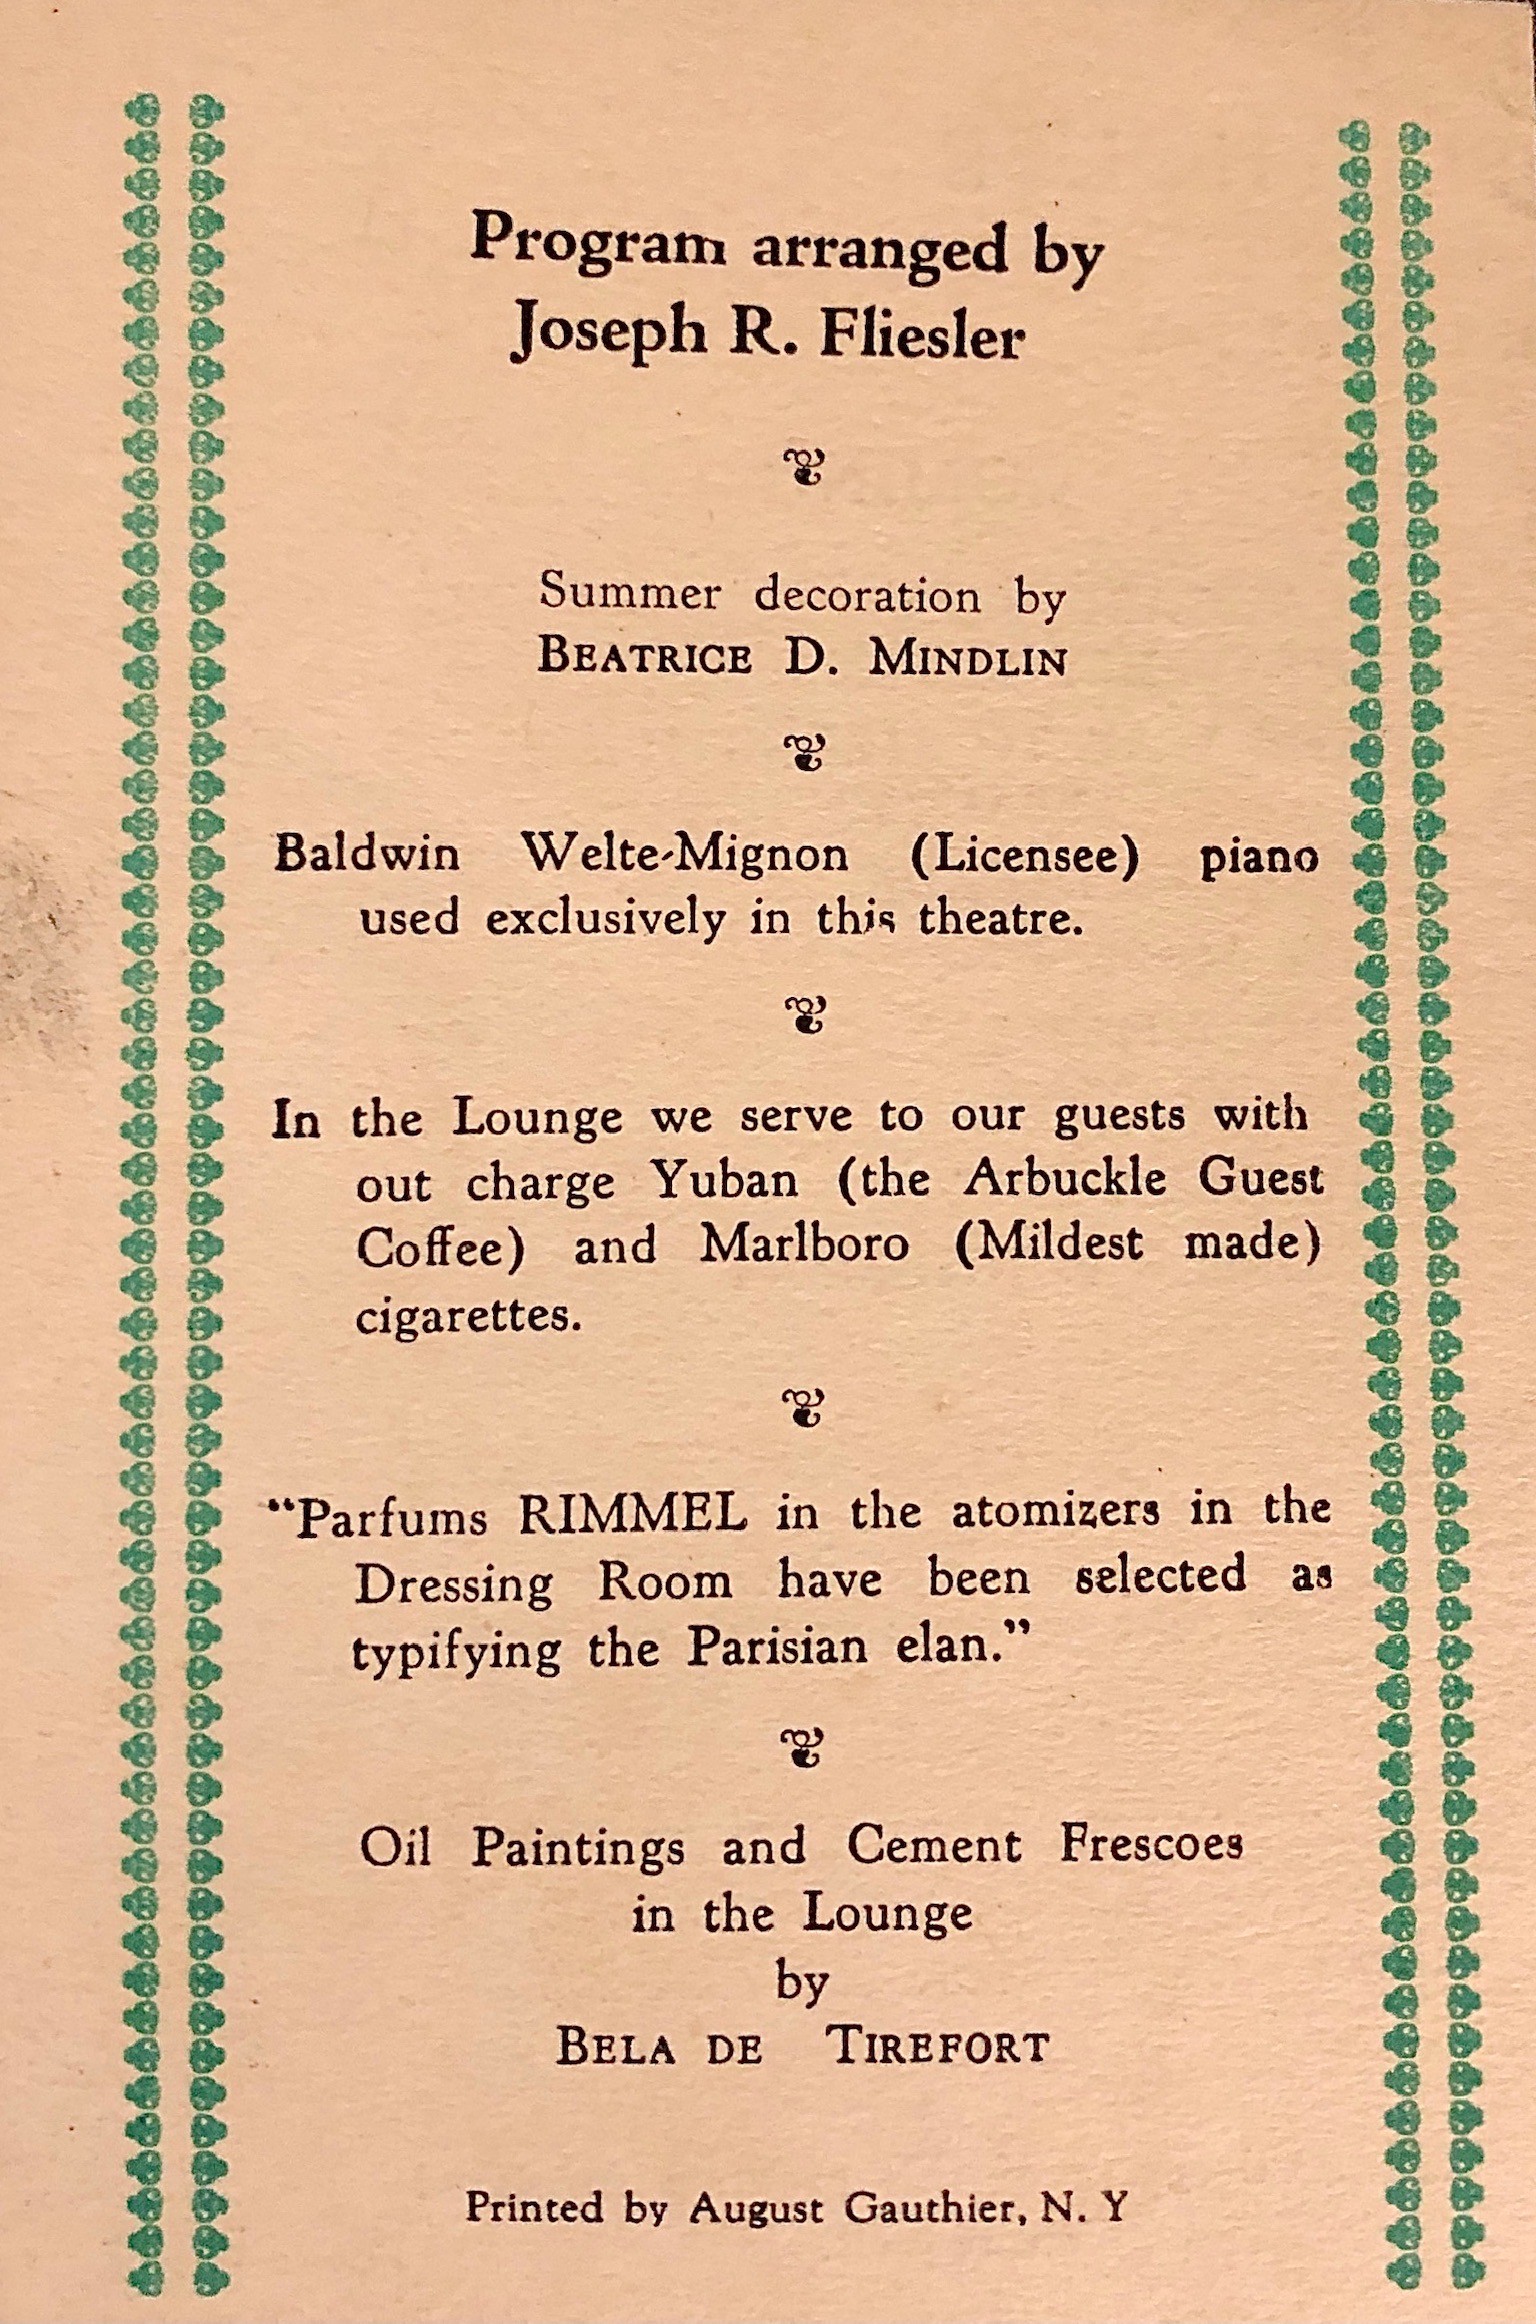 Program arranged by
Joseph R. Fliesler
Summer decoration by
BEATRICE D. MINDLIN
Baldwin Welte-Mignon (Licensee) piano
used exclusively in this theatre.
In the Lounge we serve to our guests with
out charge Yuban (the Arbuckle Guest
Coffee) and Marlboro (Mildest made)
cigarettes.
"Parfums RIMMEL in the atomizers in the
Dressing Room have been selected as
typifying the Parisian elan."
Oil Paintings and Cement Frescoes
in the Lounge
by
BELA DE TIREFORT
Printed by August Gauthier, N. Y